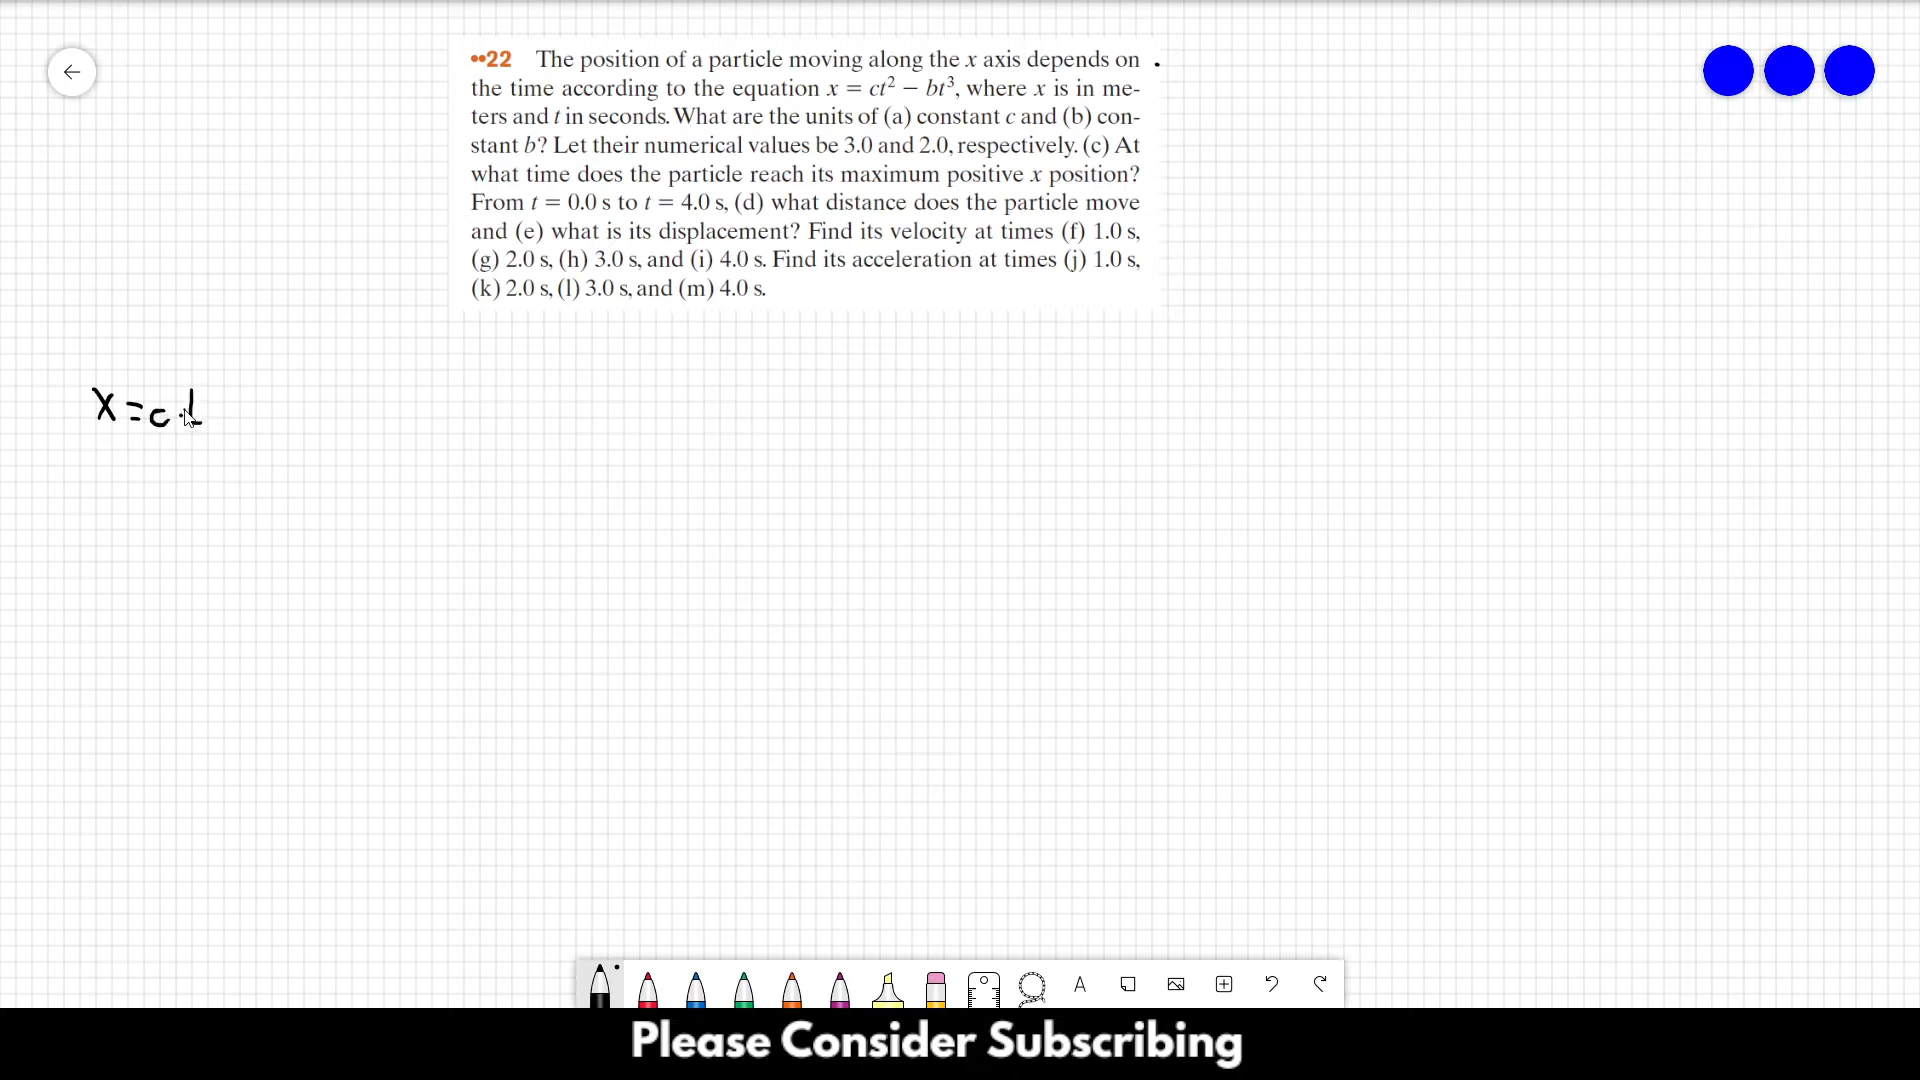 ••22 The position of a particle moving along the x axis depends on
the time according to the equation x = ct² − bt³, where x is in me-
ters and t in seconds. What are the units of (a) constant c and (b) con-
stant b? Let their numerical values be 3.0 and 2.0, respectively. (c) At
what time does the particle reach its maximum positive x position?
From t = 0.0 s to t = 4.0 s, (d) what distance does the particle move
and (e) what is its displacement? Find its velocity at times (f) 1.0 s,
(g) 2.0 s, (h) 3.0 s, and (i) 4.0 s. Find its acceleration at times (j) 1.0 s,
(k) 2.0 s, (l) 3.0 s, and (m) 4.0 s.
x = c
A
Please Consider Subscribing